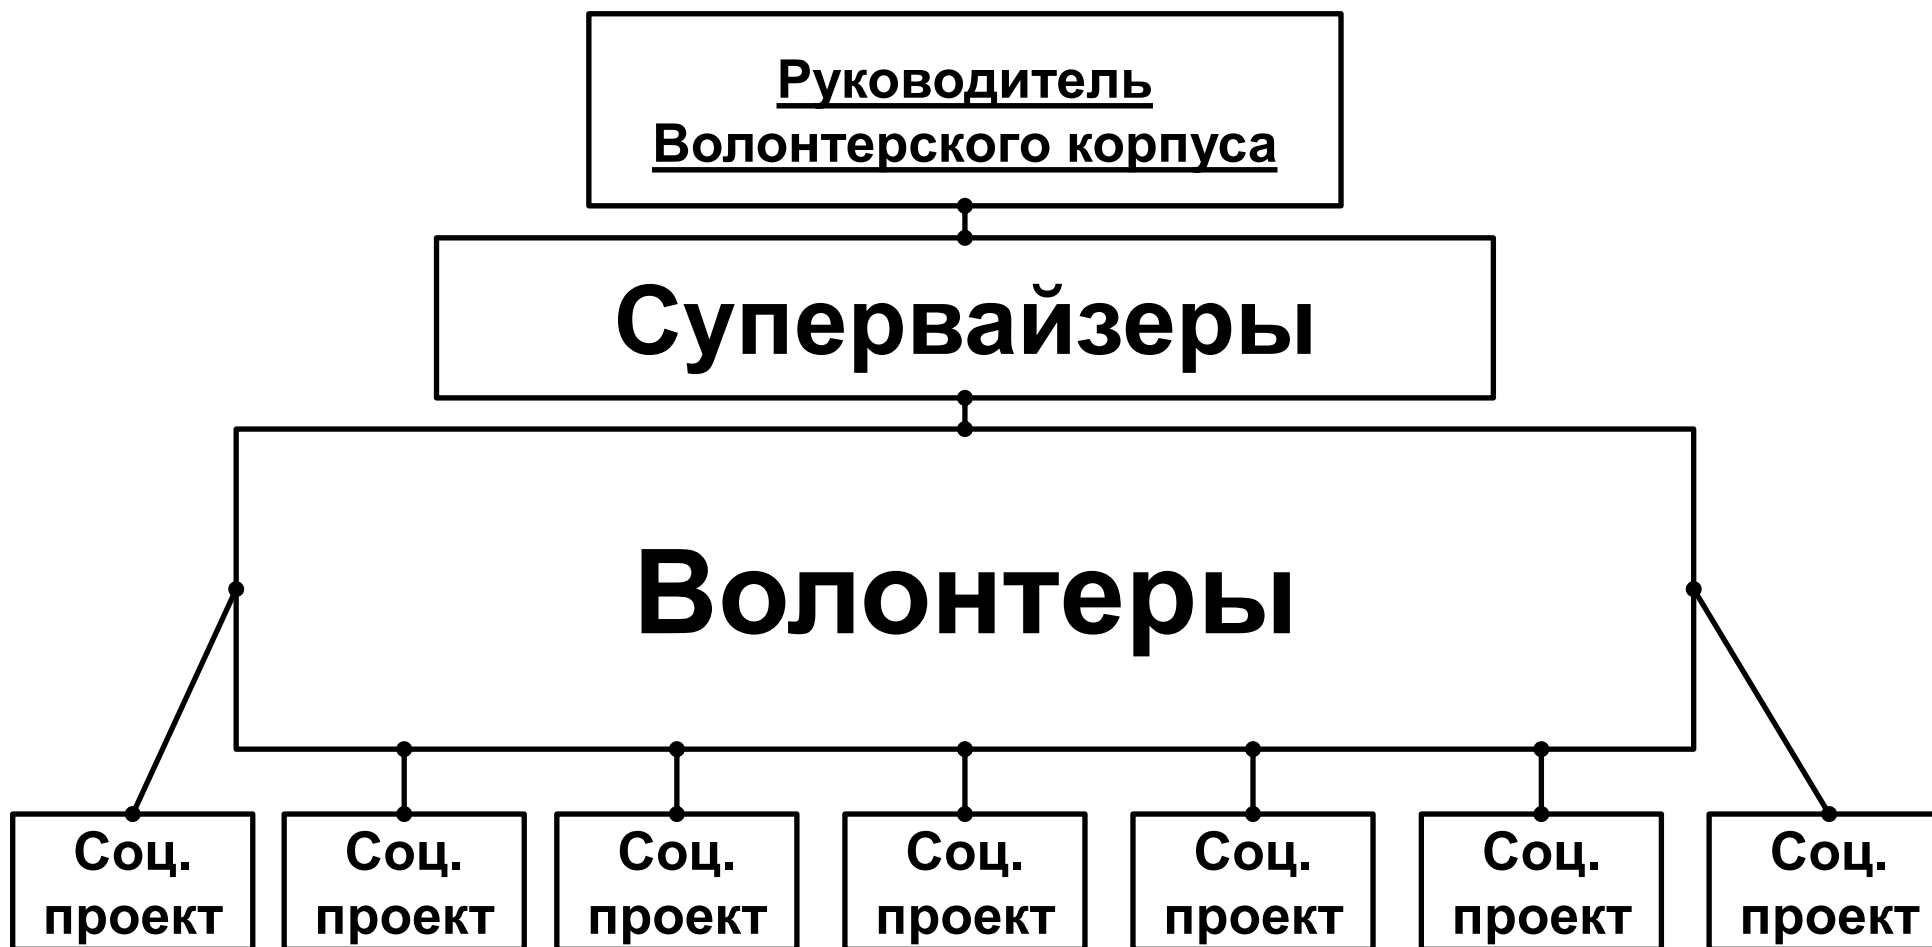 Руководитель
Волонтерского корпуса
Супервайзеры
Волонтеры
Соц.
проект
Соц.
проект
Соц.
проект
Соц.
проект
Соц.
проект
Соц.
проект
Соц.
проект